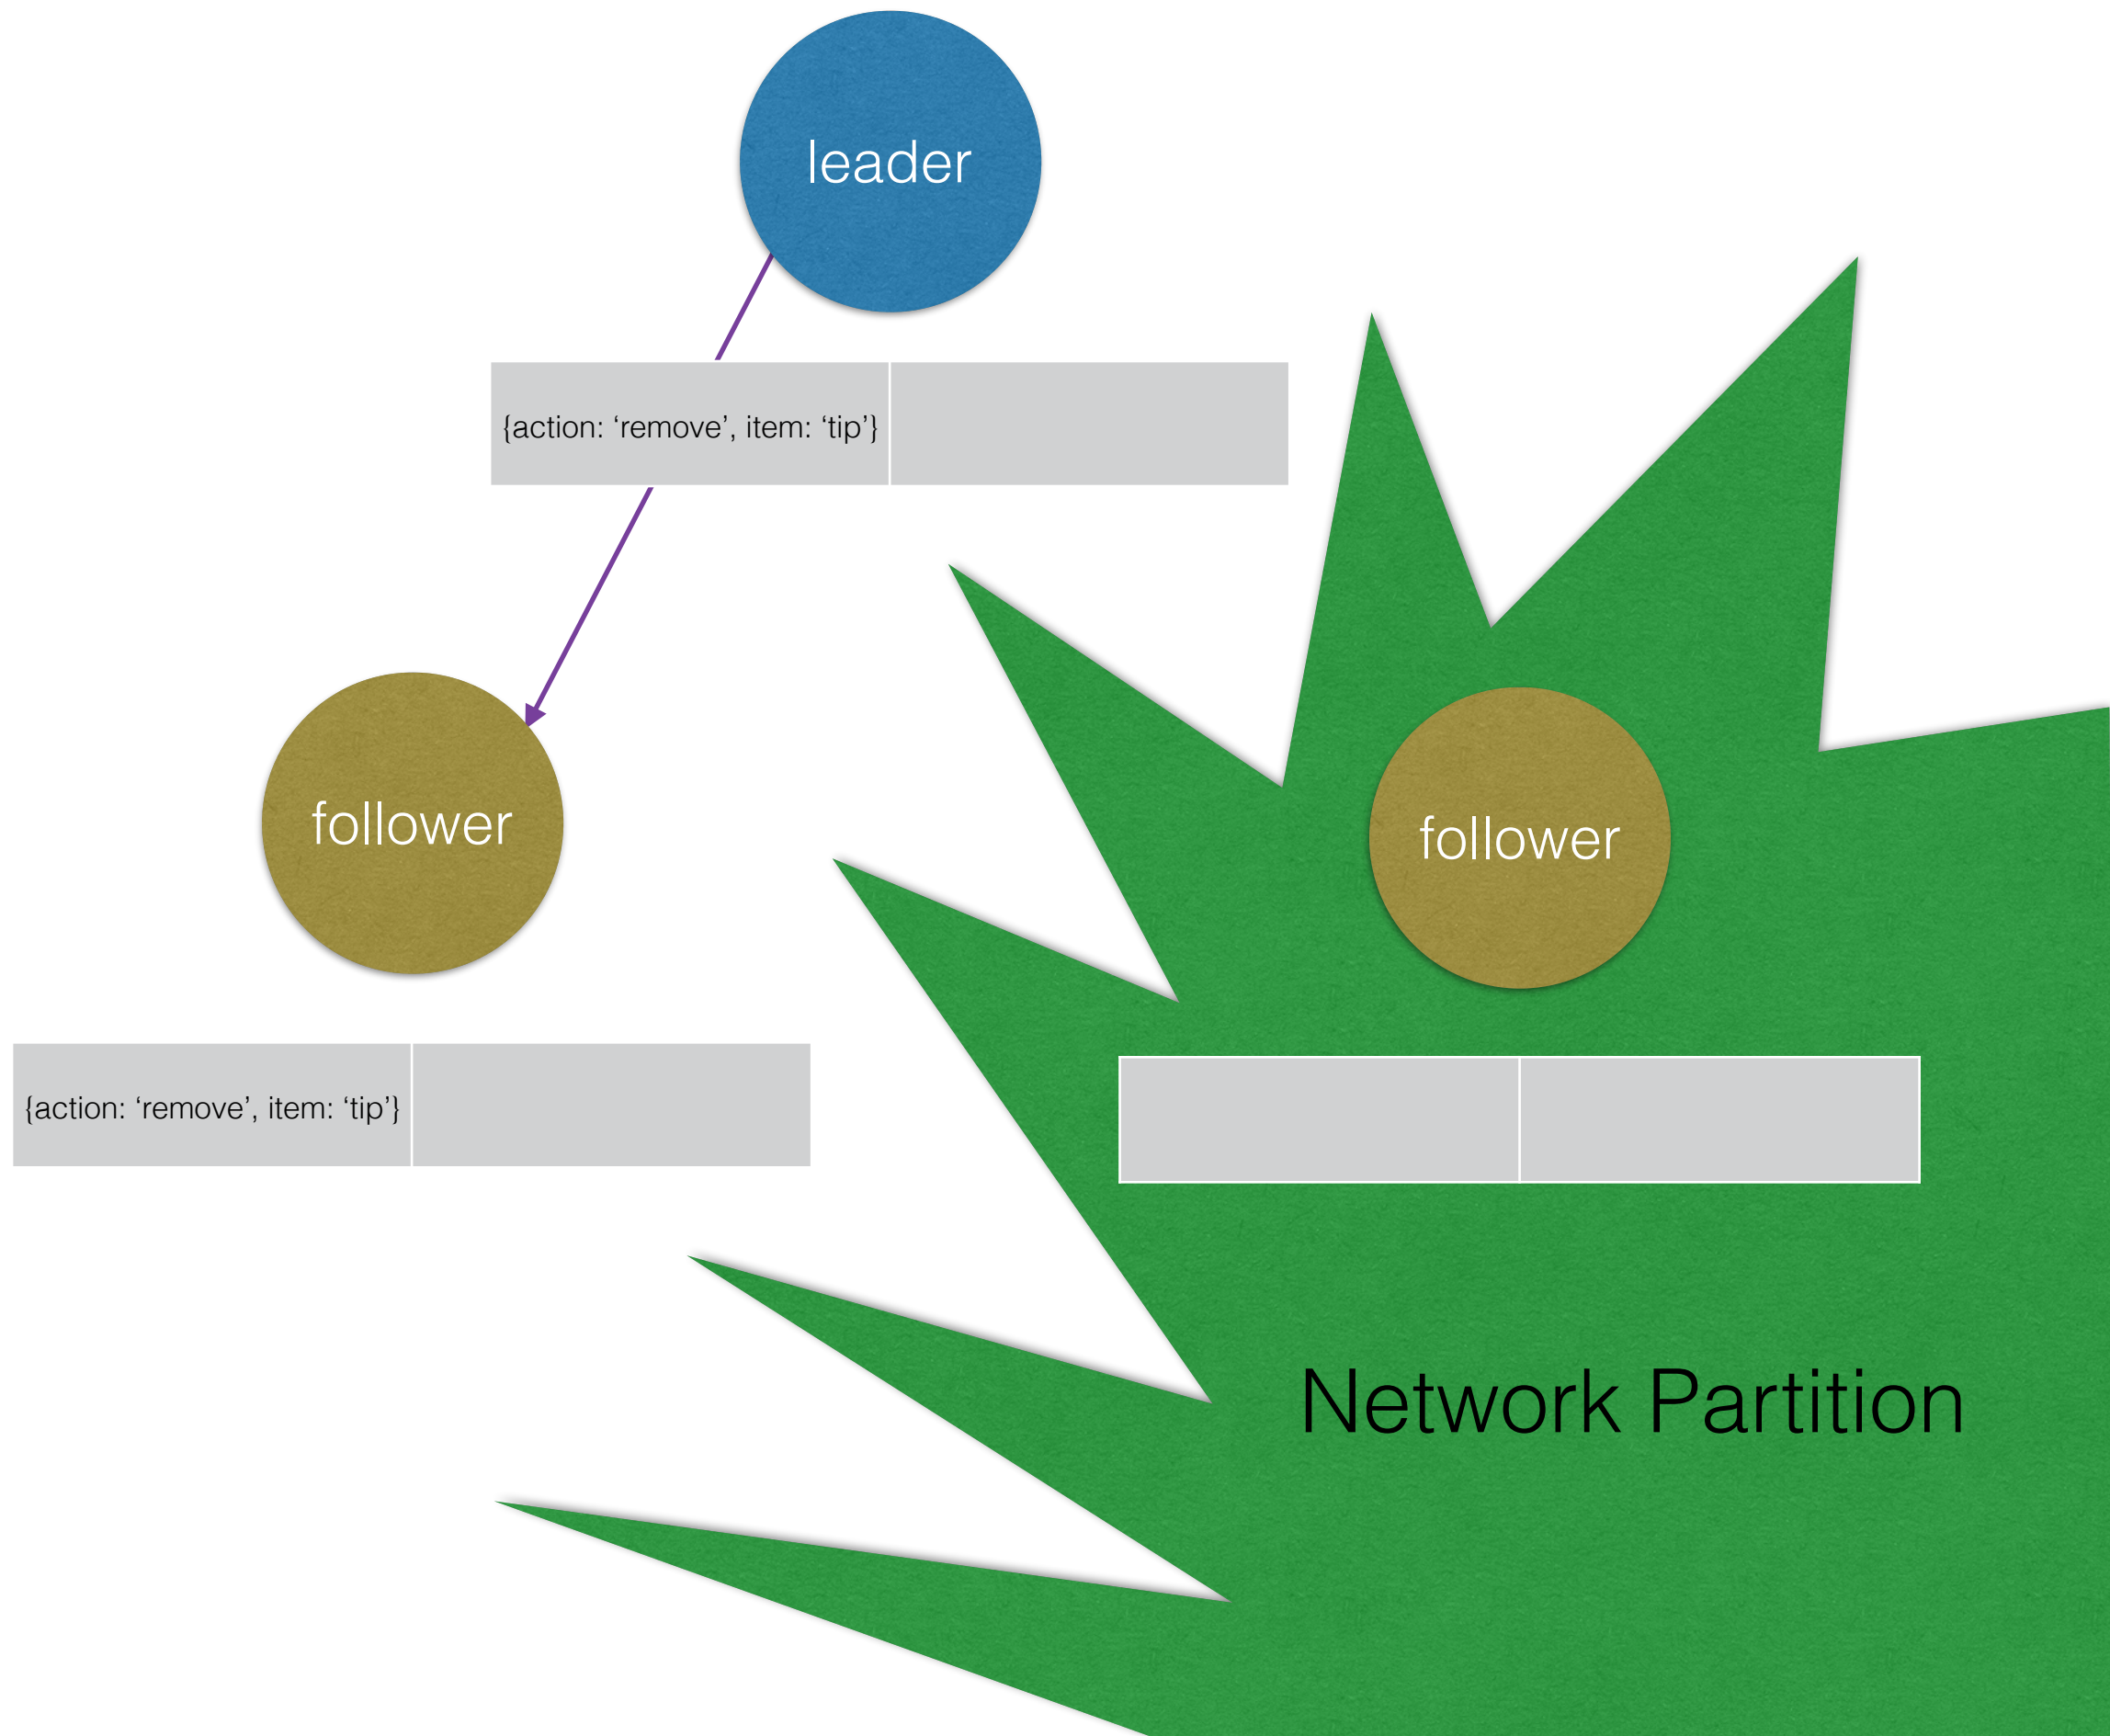 leader
{action: ‘remove’, item: ‘tip’}
follower
follower
{action: ‘remove’, item: ‘tip’}
Network Partition